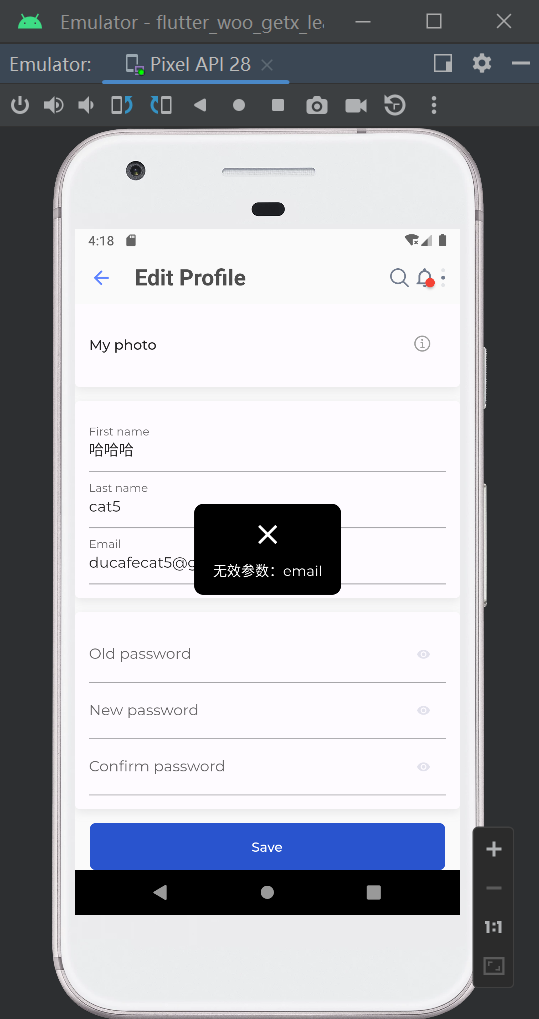 Emulator - flutter_woo_getx_le
Emulator: Pixel API 28
4:18
Edit Profile
My photo
First name
哈哈哈
Last name
cat5
Email
ducafecat5@g
无效参数：email
Old password
New password
Confirm password
Save
1:1